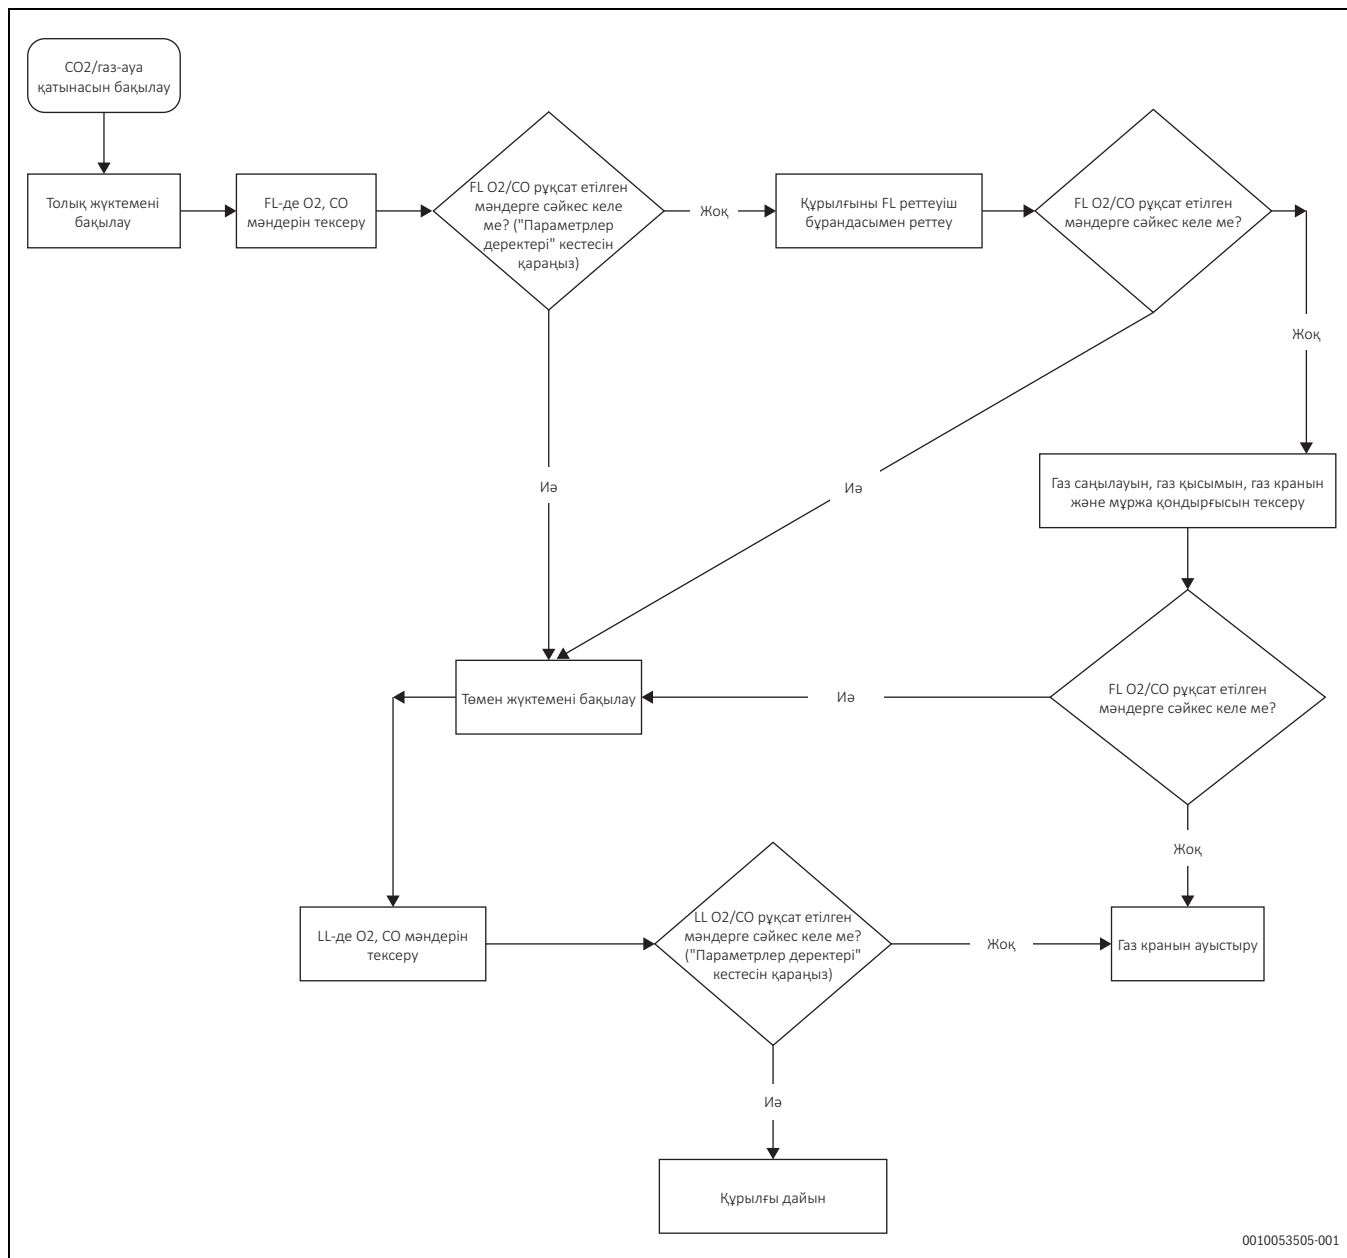 CO2/газ-ауа
қатынасын бақылау
Толық жүктемені
бақылау
FL-де O2, CO
мәндерін тексеру
FL O2/CO рұқсат етілген
мәндерге сәйкес келе
ме? ("Параметрлер
деректері" кестесін
қараңыз)
Жоқ
Құрылғыны FL реттеуіш
бұрандасымен реттеу
FL O2/CO рұқсат етілген
мәндерге сәйкес келе ме?
Жоқ
Иә
Иә
Газ саңылауын, газ қысымын, газ кранын
және мұржа қондырғысын тексеру
Төмен жүктемені бақылау
Иә
FL O2/CO рұқсат етілген
мәндерге сәйкес келе ме?
Жоқ
LL-де O2, CO мәндерін
тексеру
LL O2/CO рұқсат етілген
мәндерге сәйкес келе ме?
("Параметрлер деректері"
кестесін қараңыз)
Жоқ
Газ кранын ауыстыру
Иә
Құрылғы дайын
0010053505-001